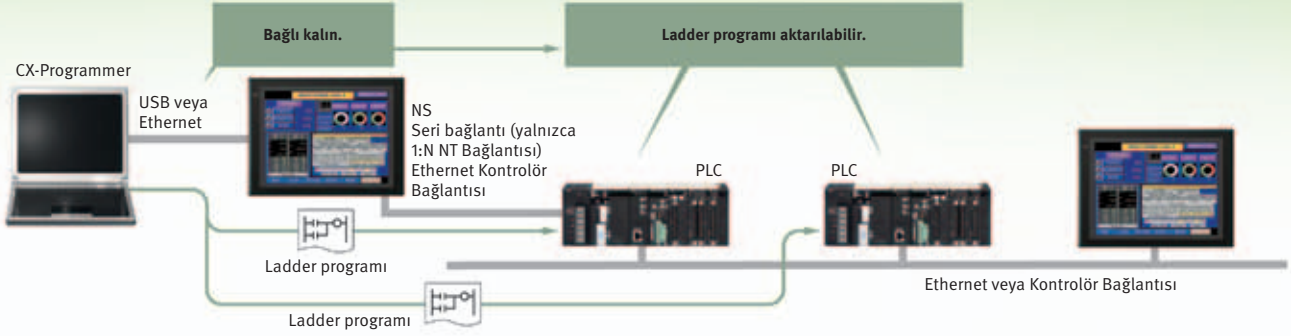 Bağlı kalın.
Ladder programı aktarılabilir.
CX-Programmer
USB veya
Ethernet
NS
Seri bağlantı (yalnızca
1:N NT Bağlantısı)
Ethernet Kontrolör
Bağlantısı
PLC
PLC
Ladder programı
Ethernet veya Kontrolör Bağlantısı
Ladder programı